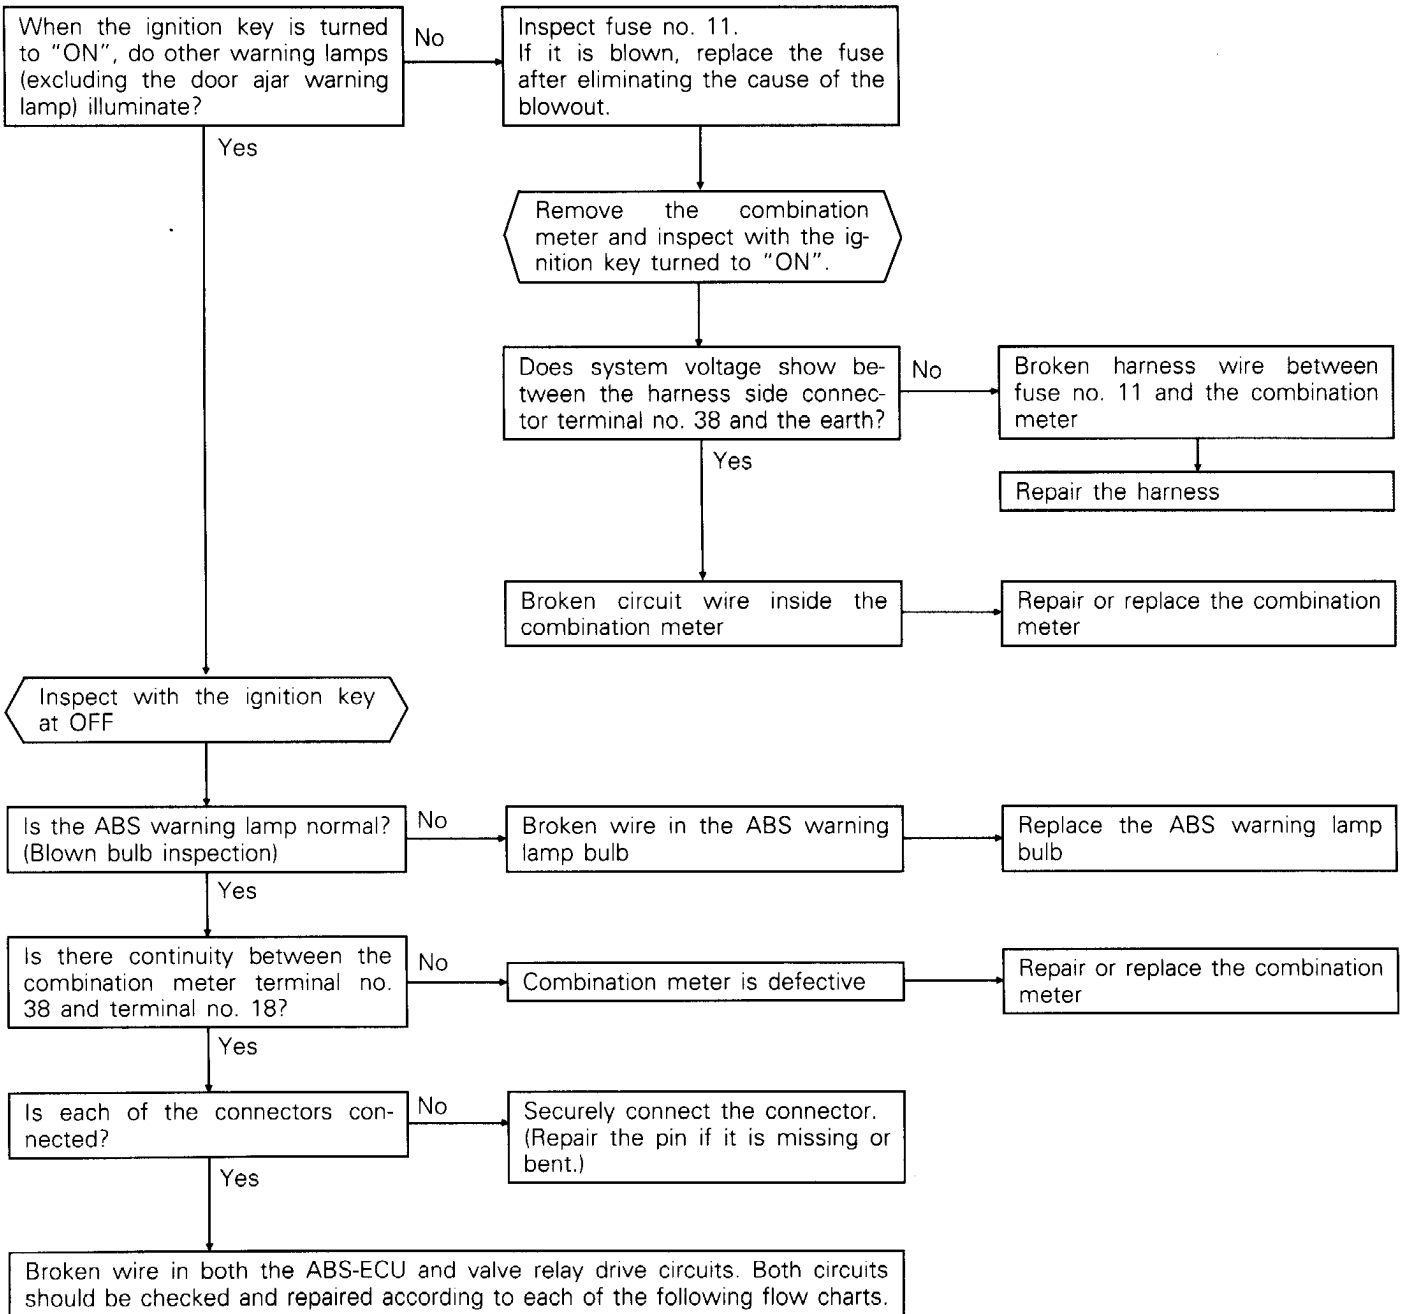 When the ignition key is turned
to "ON", do other warning lamps
(excluding the door ajar warning
lamp) illuminate?
No
Inspect fuse no. 11.
If it is blown, replace the fuse
after eliminating the cause of the
blowout.
Yes
Remove the combination
meter and inspect with the ig-
nition key turned to "ON".
Does system voltage show be-
tween the harness side connec-
tor terminal no. 38 and the earth?
No
Broken harness wire between
fuse no. 11 and the combination
meter
Yes
Repair the harness
Broken circuit wire inside the
combination meter
Repair or replace the combination
meter
Inspect with the ignition key
at OFF
Is the ABS warning lamp normal?
(Blown bulb inspection)
No
Broken wire in the ABS warning
lamp bulb
Replace the ABS warning lamp
bulb
Yes
Is there continuity between the
combination meter terminal no.
38 and terminal no. 18?
No
Combination meter is defective
Repair or replace the combination
meter
Yes
Is each of the connectors con-
nected?
No
Securely connect the connector.
(Repair the pin if it is missing or
bent.)
Yes
Broken wire in both the ABS-ECU and valve relay drive circuits. Both circuits
should be checked and repaired according to each of the following flow charts.